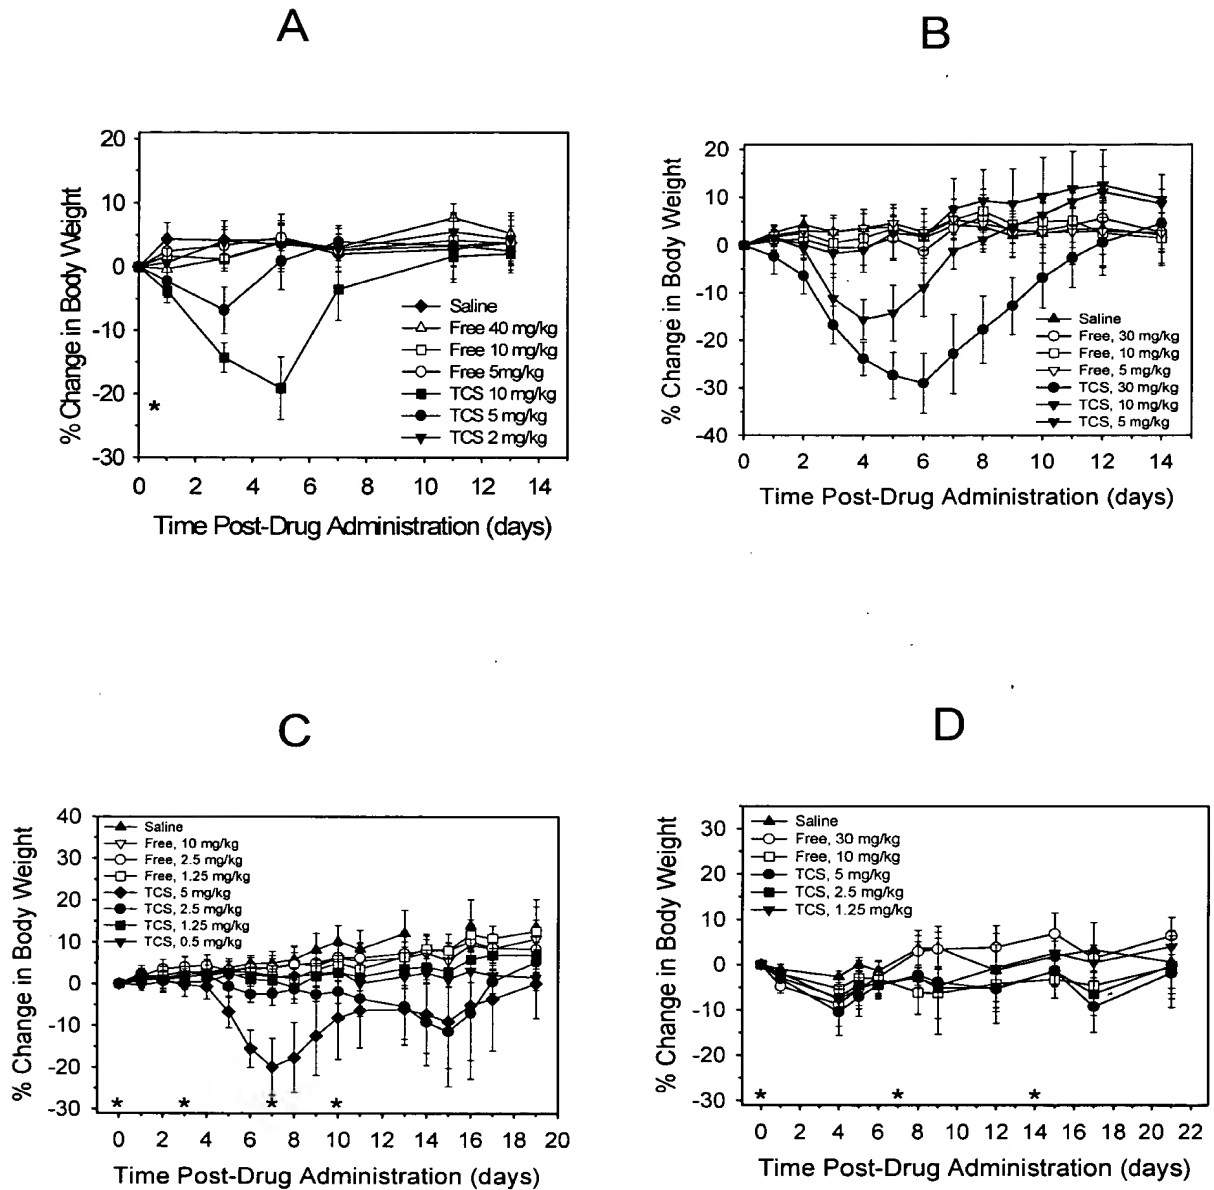 A
% Change in Body Weight
20
10
0
-10
-20
-30
*
Saline
Free 40 mg/kg
Free 10 mg/kg
Free 5mg/kg
TCS 10 mg/kg
TCS 5 mg/kg
TCS 2 mg/kg
0 2 4 6 8 10 12 14
Time Post-Drug Administration (days)
B
% Change in Body Weight
20
10
0
-10
-20
-30
-40
Saline
Free, 30 mg/kg
Free, 10 mg/kg
Free, 5 mg/kg
TCS, 30 mg/kg
TCS, 10 mg/kg
TCS, 5 mg/kg
0 2 4 6 8 10 12 14
Time Post-Drug Administration (days)
C
% Change in Body Weight
40
30
20
10
0
-10
-20
-30
Saline
Free, 10 mg/kg
Free, 2.5 mg/kg
Free, 1.25 mg/kg
TCS, 5 mg/kg
TCS, 2.5 mg/kg
TCS, 1.25 mg/kg
TCS, 0.5 mg/kg
* * * *
0 2 4 6 8 10 12 14 16 18 20
Time Post-Drug Administration (days)
D
% Change in Body Weight
30
20
10
0
-10
-20
-30
Saline
Free, 30 mg/kg
Free, 10 mg/kg
TCS, 5 mg/kg
TCS, 2.5 mg/kg
TCS, 1.25 mg/kg
* * *
0 2 4 6 8 10 12 14 16 18 20 22
Time Post-Drug Administration (days)